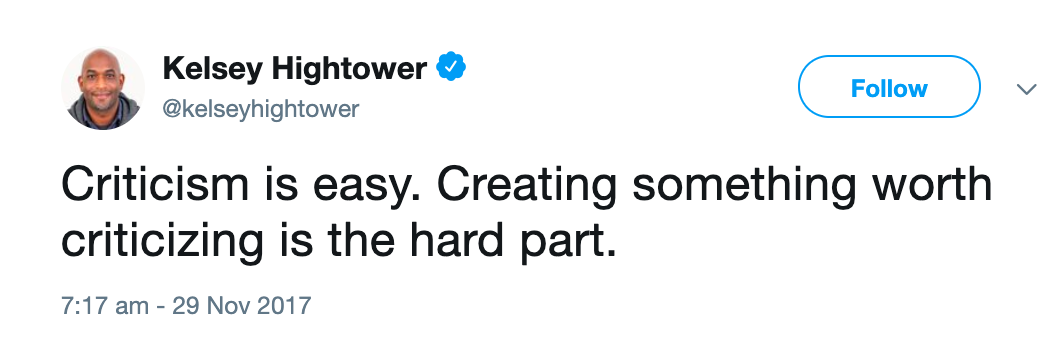 Kelsey Hightower
@kelseyhightower
Follow
Criticism is easy. Creating something worth
criticizing is the hard part.
7:17 am - 29 Nov 2017